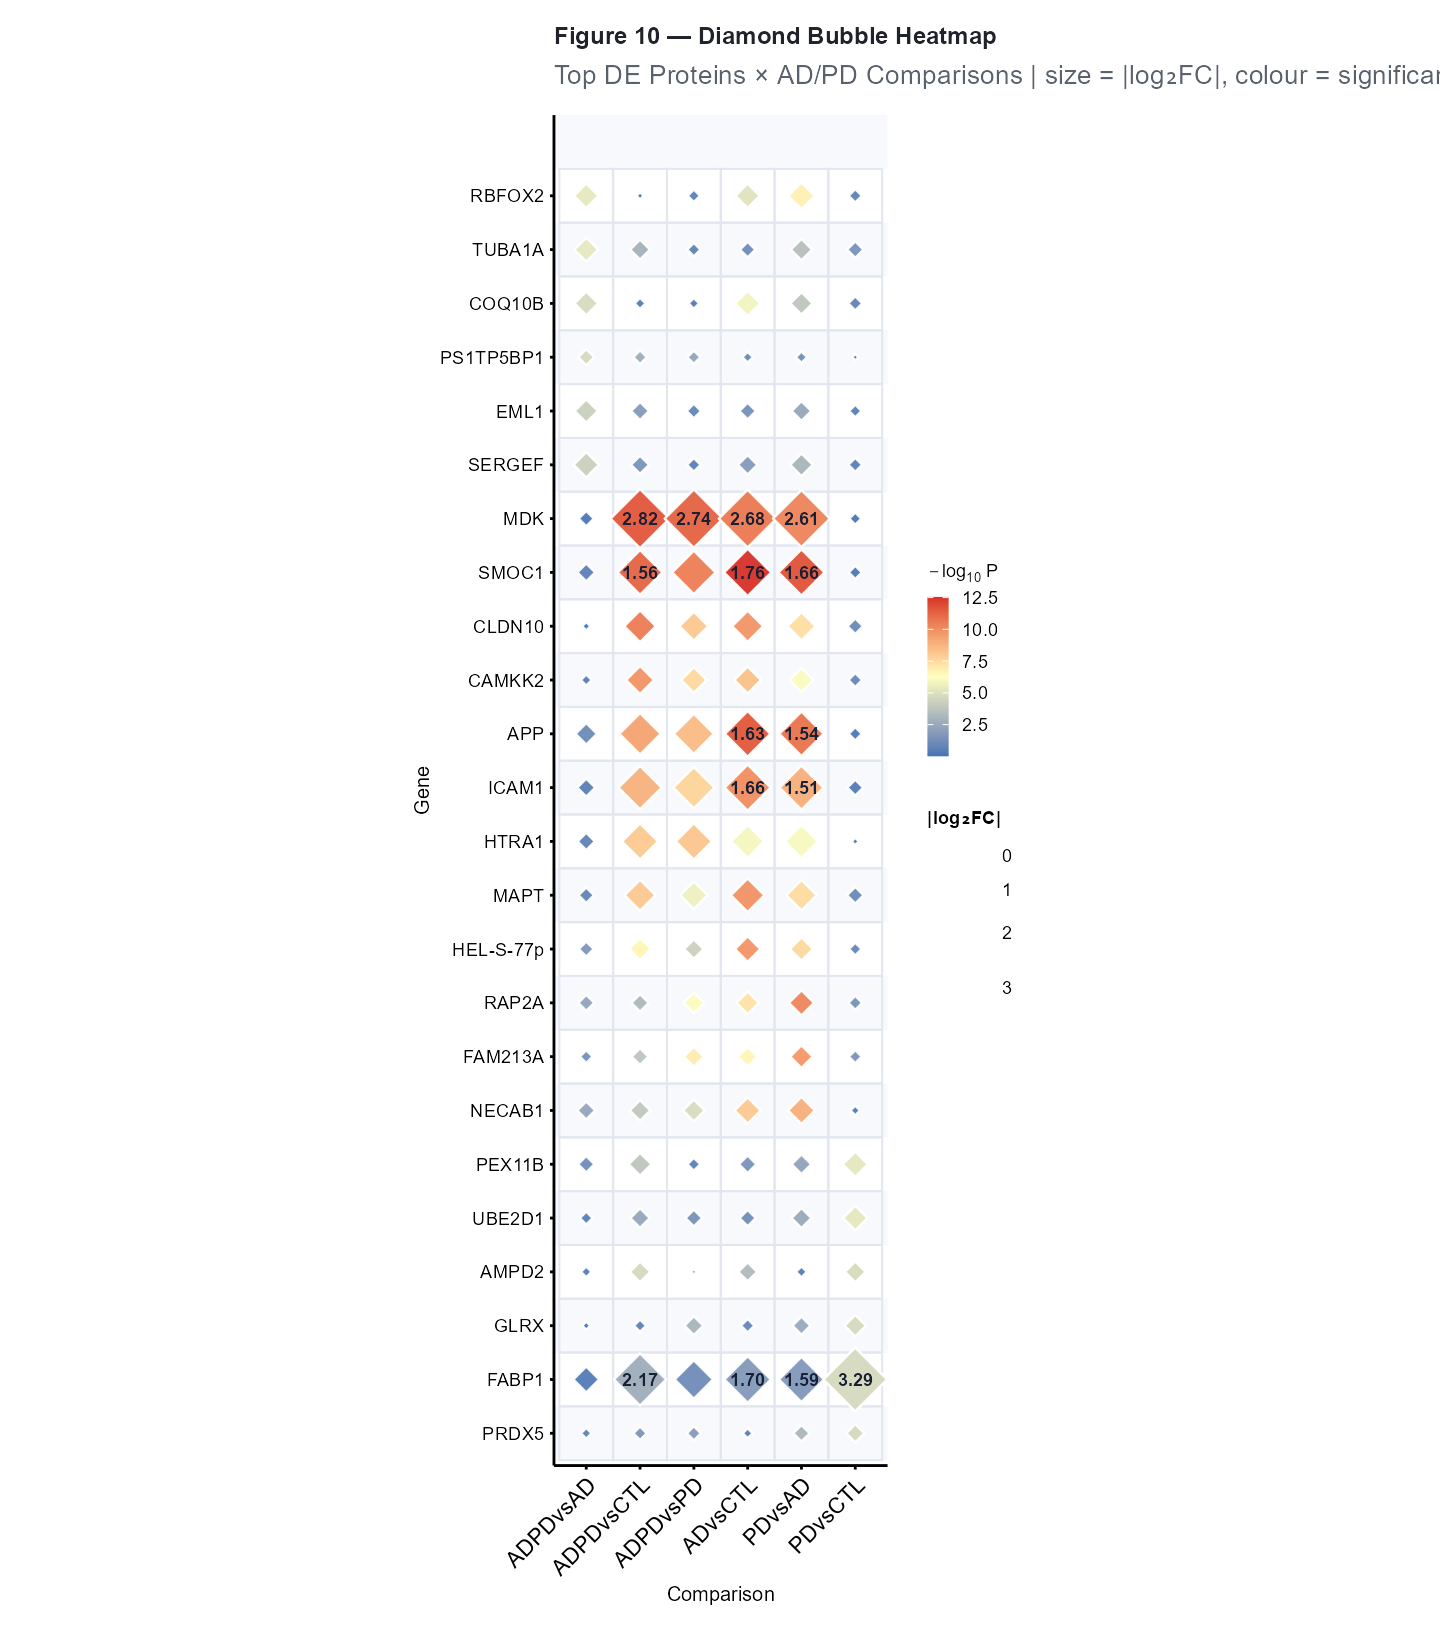 Figure 10 — Diamond Bubble Heatmap
Top DE Proteins × AD/PD Comparisons | size = |log₂FC|, colour =
RBFOX2
TUBA1A
COQ10B
PS1TP5BP1
EML1
SERGEF
MDK 2.82 2.74 2.68 2.61
SMOC1 1.56 1.76 1.66
CLDN10
CAMKK2
APP 1.63 1.54
ICAM1 1.66 1.51
HTRA1
MAPT
HEL-S-77p
RAP2A
FAM213A
NECAB1
PEX11B
UBE2D1
AMPD2
GLRX
FABP1 2.17 1.70 1.59 3.29
PRDX5
Gene
ADPDvsAD
ADPDvsCTL
ADPDvsPD
ADvsCTL
PDvsAD
PDvsCTL
Comparison
−log₁₀ P
12.5
10.0
7.5
5.0
2.5
|log₂FC|
0
1
2
3